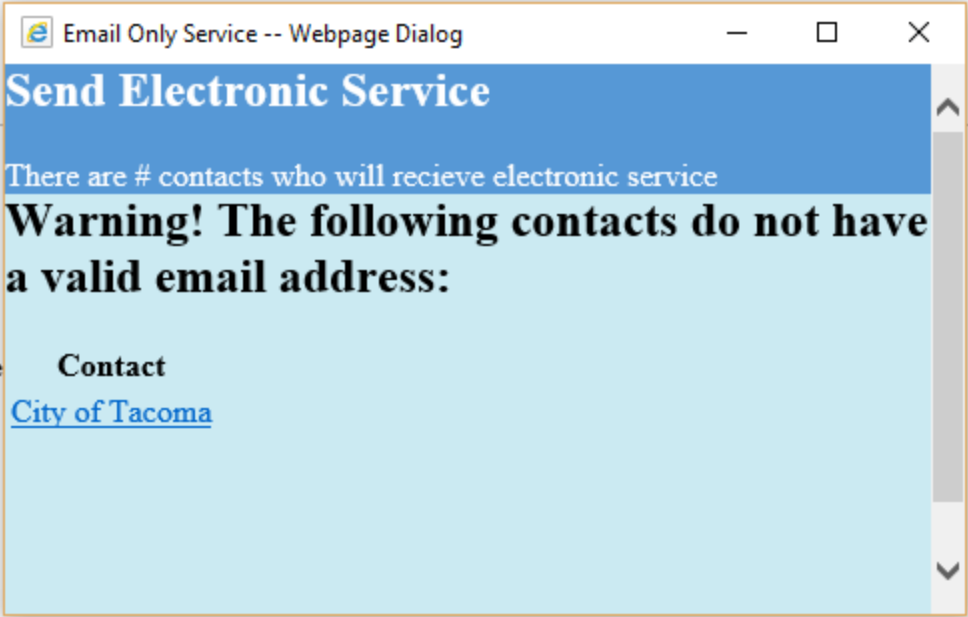 Email Only Service -- Webpage Dialog
Send Electronic Service
There are # contacts who will recieve electronic service
Warning! The following contacts do not have
a valid email address:
Contact
City of Tacoma